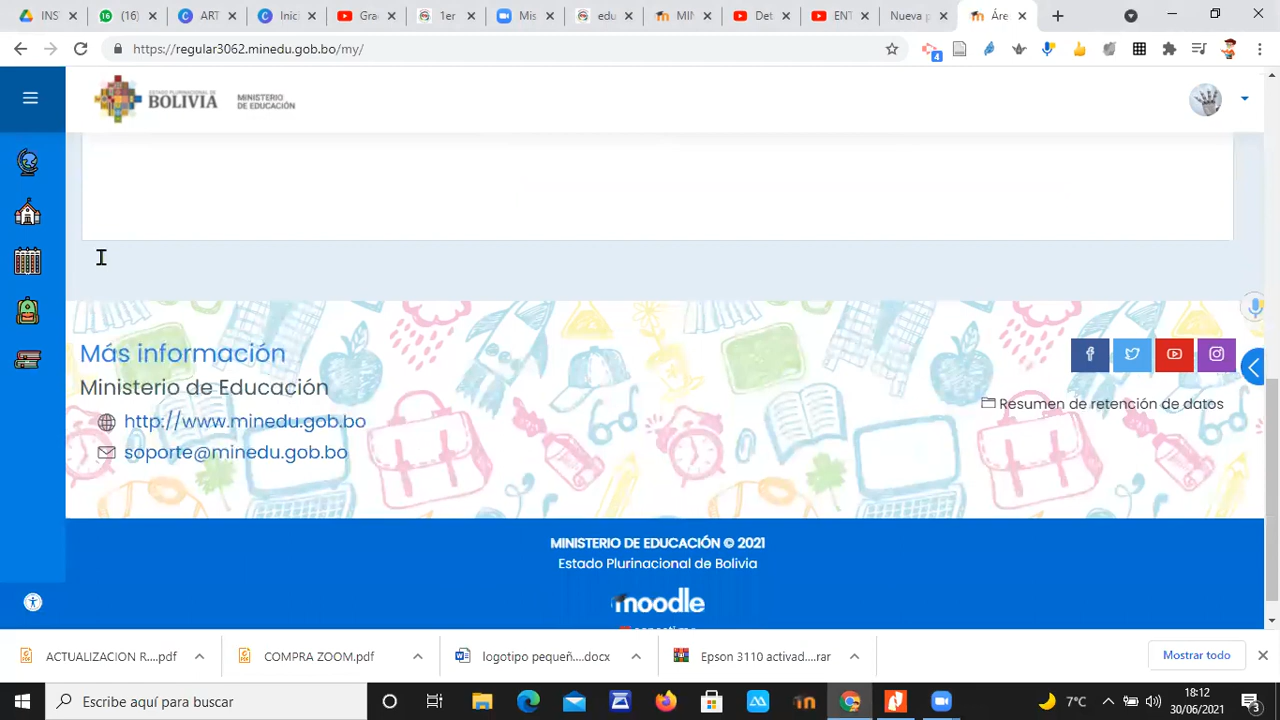 INS
(16)
ART
Inici
Gra
1er
Mis
edu
MIN
Det
ENT
Nueva p
Áre
https://regular3062.minedu.gob.bo/my/
4
ESTADO PLURINACIONAL DE
BOLIVIA
MINISTERIO
DE EDUCACIÓN
Más información
Ministerio de Educación
http://www.minedu.gob.bo
soporte@minedu.gob.bo
Resumen de retención de datos
MINISTERIO DE EDUCACIÓN © 2021
Estado Plurinacional de Bolivia
moodle
ACTUALIZACION R....pdf
COMPRA ZOOM.pdf
logotipo pequeñ....docx
Epson 3110 activad....rar
Mostrar todo
Escribe aquí para buscar
7°C
18:12
30/06/2021
3